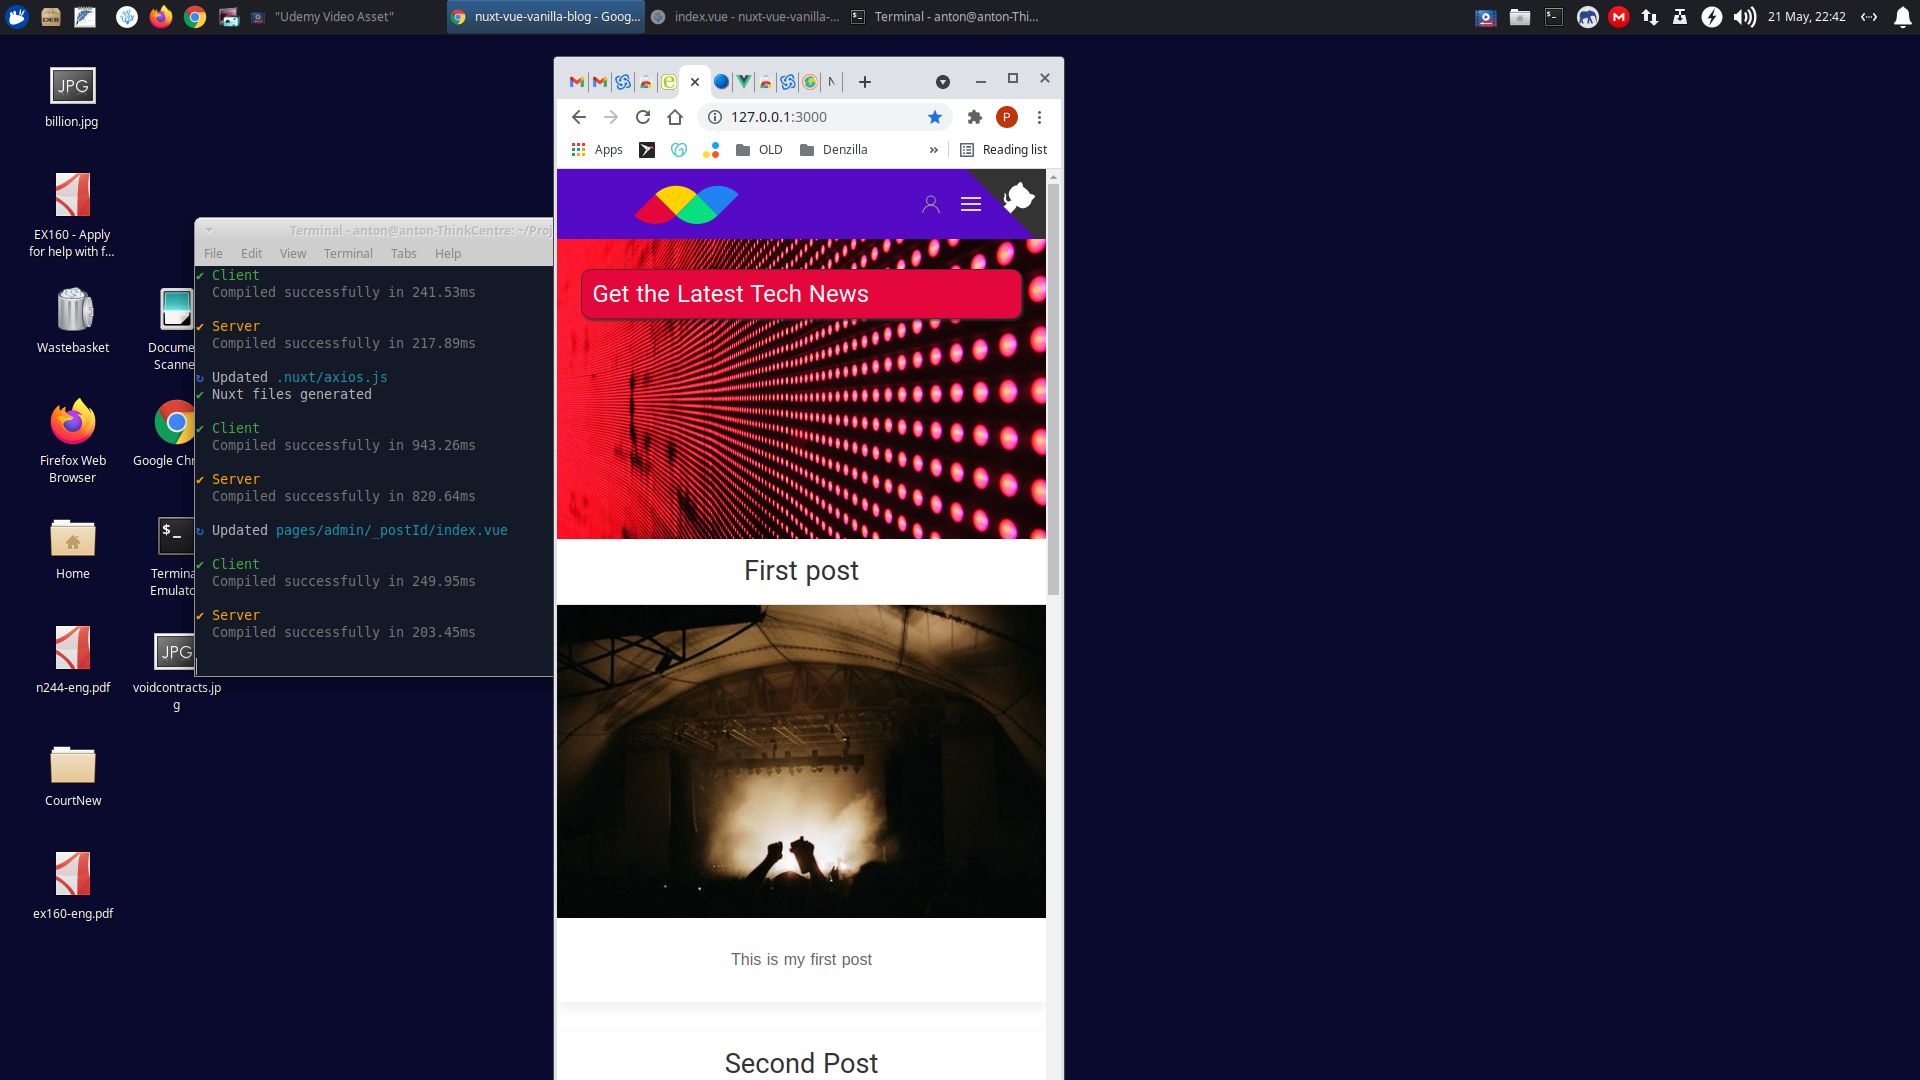 "Udemy Video Asset"
nuxt-vue-vanilla-blog - Goog...
index.vue - nuxt-vue-vanilla-...
Terminal - anton@anton-Thi...
21 May, 22:42
JPG
billion.jpg
EX160 - Apply
for help with f...
Wastebasket
Docume
Scanne
Firefox Web
Browser
Google Chr
Home
$_
Termina
Emulato
n244-eng.pdf
JPG
voidcontracts.jp
g
CourtNew
ex160-eng.pdf
Terminal - anton@anton-ThinkCentre: ~/Proj
File Edit View Terminal Tabs Help
✔ Client
Compiled successfully in 241.53ms
✔ Server
Compiled successfully in 217.89ms
↻ Updated .nuxt/axios.js
✔ Nuxt files generated
✔ Client
Compiled successfully in 943.26ms
✔ Server
Compiled successfully in 820.64ms
↻ Updated pages/admin/_postId/index.vue
✔ Client
Compiled successfully in 249.95ms
✔ Server
Compiled successfully in 203.45ms
127.0.0.1:3000
P
Apps OLD Denzilla » Reading list
Get the Latest Tech News
First post
This is my first post
Second Post